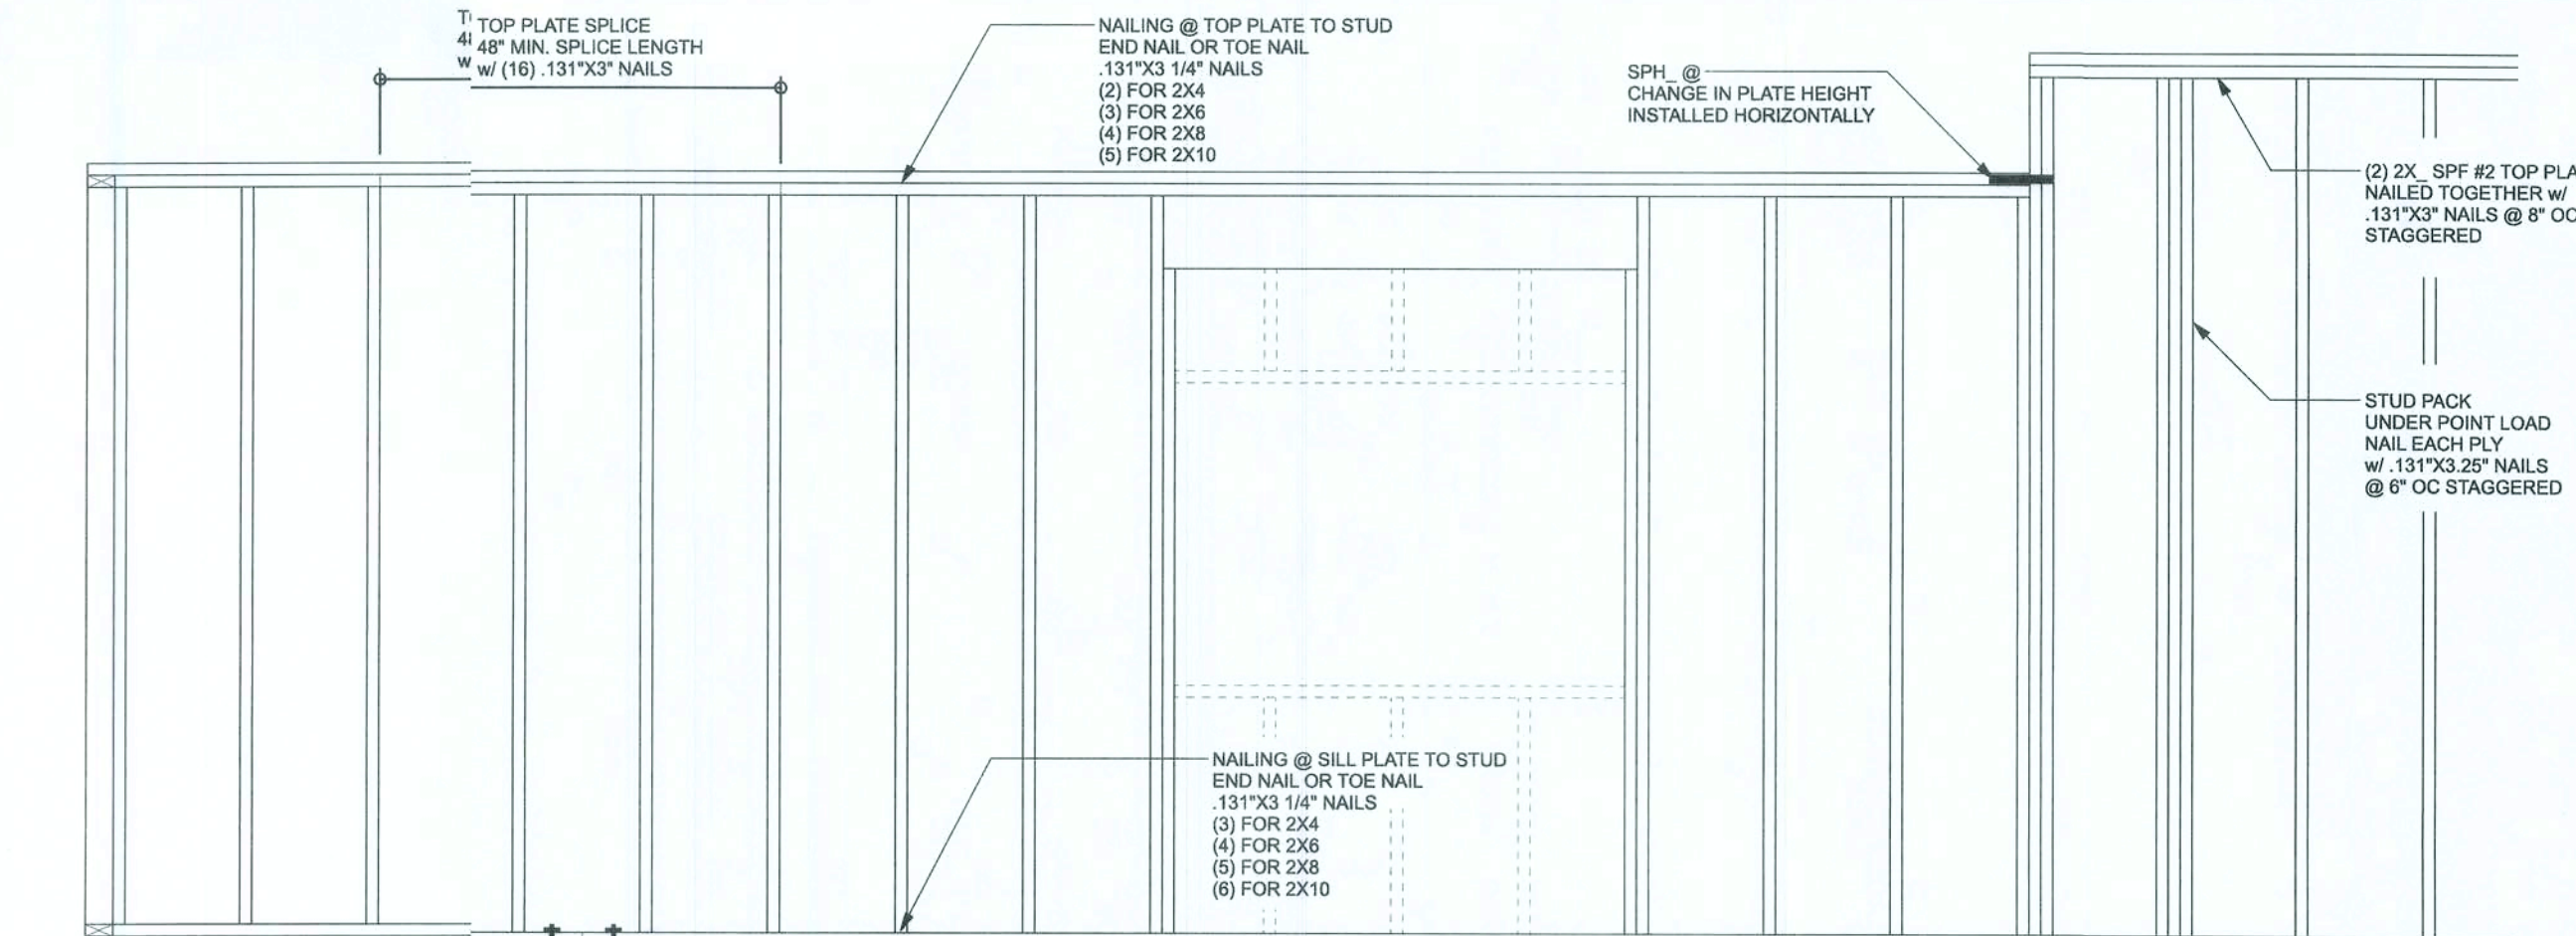 TOP PLATE SPLICE
48" MIN. SPLICE LENGTH
w/ (16) .131"X3" NAILS
NAILING @ TOP PLATE TO STUD
END NAIL OR TOE NAIL
.131"X3 1/4" NAILS
(2) FOR 2X4
(3) FOR 2X6
(4) FOR 2X8
(5) FOR 2X10
SPH_ @
CHANGE IN PLATE HEIGHT
INSTALLED HORIZONTALLY
(2) 2X_ SPF #2 TOP PLA
NAILED TOGETHER w/
.131"X3" NAILS @ 8" OC
STAGGERED
STUD PACK
UNDER POINT LOAD
NAIL EACH PLY
w/ .131"X3.25" NAILS
@ 6" OC STAGGERED
NAILING @ SILL PLATE TO STUD
END NAIL OR TOE NAIL
.131"X3 1/4" NAILS
(3) FOR 2X4
(4) FOR 2X6
(5) FOR 2X8
(6) FOR 2X10